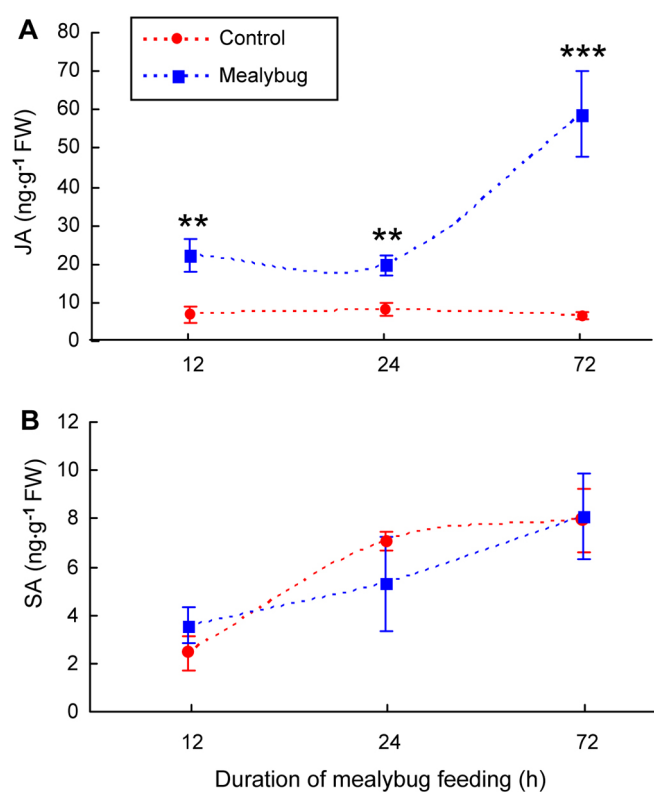 A
Control
Mealybug
**
**
***
80
70
60
50
40
30
20
10
0
JA (ng·g⁻¹ FW)
12 24 72
B
12
10
8
6
4
2
0
SA (ng·g⁻¹ FW)
12 24 72
Duration of mealybug feeding (h)